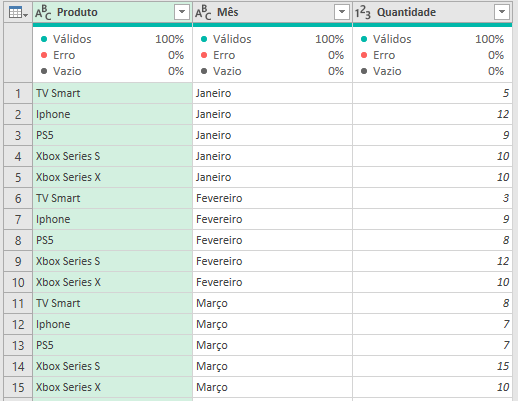 ABC Produto ABC Mês 123 Quantidade
Válidos 100% Válidos 100% Válidos 100%
Erro 0% Erro 0% Erro 0%
Vazio 0% Vazio 0% Vazio 0%
1 TV Smart Janeiro 5
2 Iphone Janeiro 12
3 PS5 Janeiro 9
4 Xbox Series S Janeiro 10
5 Xbox Series X Janeiro 10
6 TV Smart Fevereiro 3
7 Iphone Fevereiro 9
8 PS5 Fevereiro 8
9 Xbox Series S Fevereiro 12
10 Xbox Series X Fevereiro 10
11 TV Smart Março 8
12 Iphone Março 7
13 PS5 Março 7
14 Xbox Series S Março 15
15 Xbox Series X Março 10